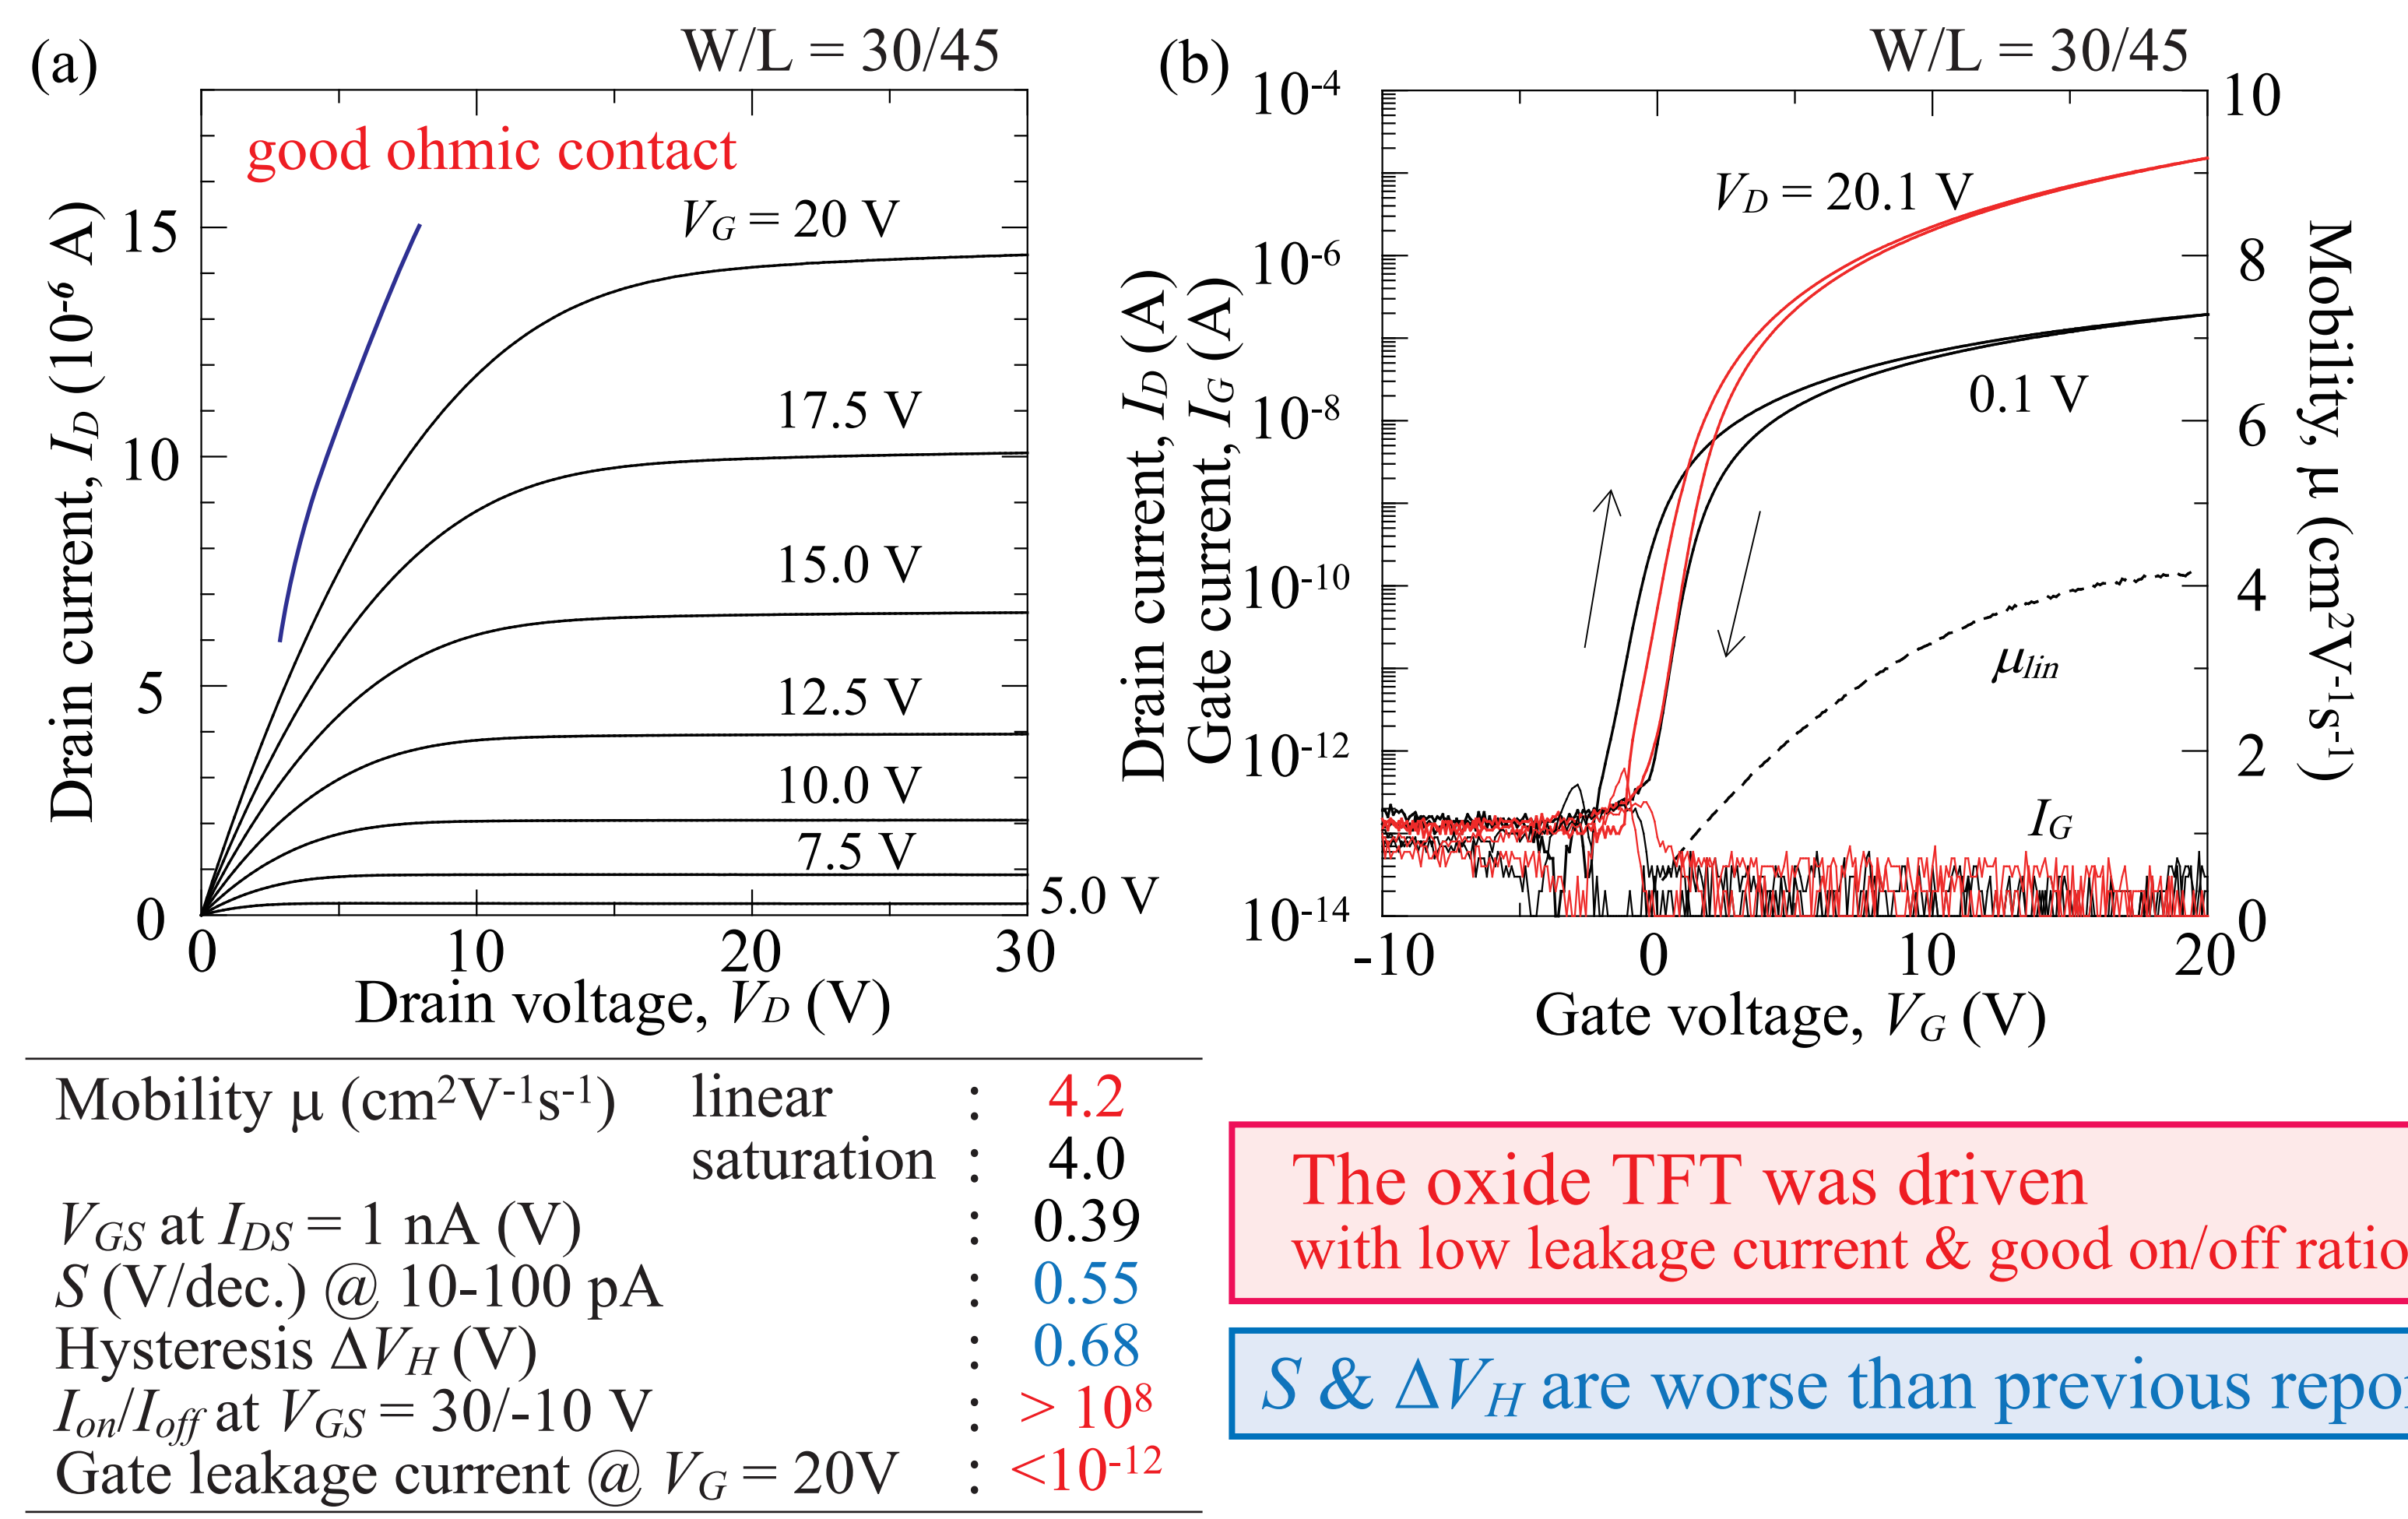 (a)
W/L = 30/45
good ohmic contact
V_G = 20 V
17.5 V
15.0 V
12.5 V
10.0 V
7.5 V
5.0 V
Drain current, I_D (10^-6 A)
15
10
5
0
0
10
20
30
Drain voltage, V_D (V)
(b)
W/L = 30/45
10^-4
10^-6
10^-8
10^-10
10^-12
10^-14
Drain current, I_D (A)
Gate current, I_G (A)
V_D = 20.1 V
0.1 V
μ_lin
I_G
10
8
6
4
2
0
Mobility, μ (cm^2V^-1s^-1)
-10
0
10
20
Gate voltage, V_G (V)
Mobility μ (cm^2V^-1s^-1) linear : 4.2
saturation : 4.0
V_GS at I_DS = 1 nA (V) : 0.39
S (V/dec.) @ 10-100 pA : 0.55
Hysteresis ΔV_H (V) : 0.68
I_on/I_off at V_GS = 30/-10 V : > 10^8
Gate leakage current @ V_G = 20V : <10^-12
The oxide TFT was driven
with low leakage current & good on/off ratio
S & ΔV_H are worse than previous repo